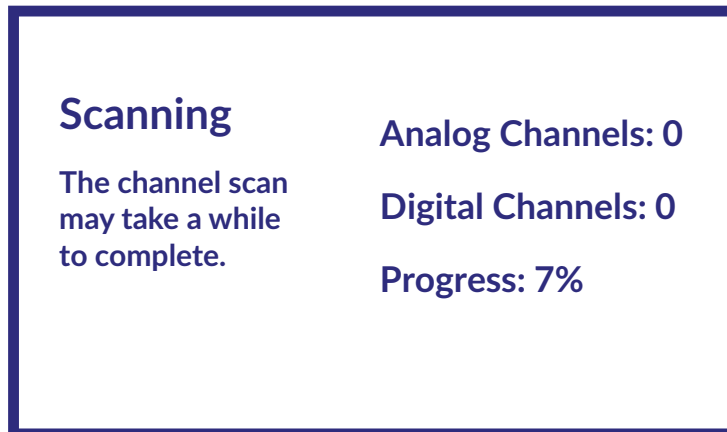 Scanning
The channel scan
may take a while
to complete.
Analog Channels: 0
Digital Channels: 0
Progress: 7%